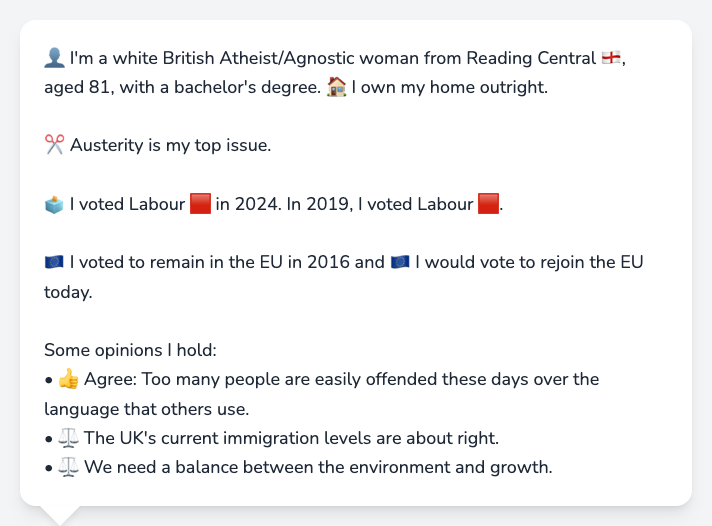 👤 I'm a white British Atheist/Agnostic woman from Reading Central 🏴󠁧󠁢󠁥󠁮󠁧󠁿,
aged 81, with a bachelor's degree. 🏠 I own my home outright.
✂️ Austerity is my top issue.
🗳️ I voted Labour 🟥 in 2024. In 2019, I voted Labour 🟥.
🇪🇺 I voted to remain in the EU in 2016 and 🇪🇺 I would vote to rejoin the EU
today.
Some opinions I hold:
• 👍 Agree: Too many people are easily offended these days over the
language that others use.
• ⚖️ The UK's current immigration levels are about right.
• ⚖️ We need a balance between the environment and growth.